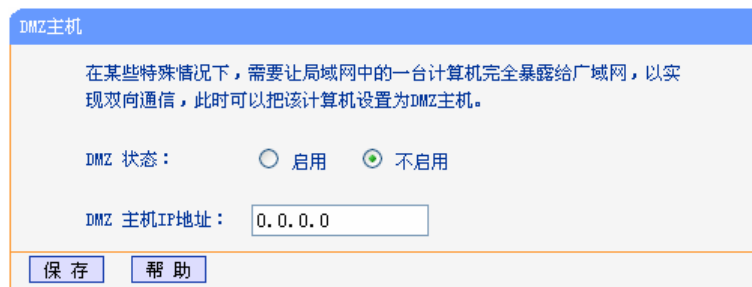 DMZ主机
在某些特殊情况下，需要让局域网中的一台计算机完全暴露给广域网，以实
现双向通信，此时可以把该计算机设置为DMZ主机。
DMZ 状态： 启用 不启用
DMZ 主机IP地址： 0.0.0.0
保存 帮助